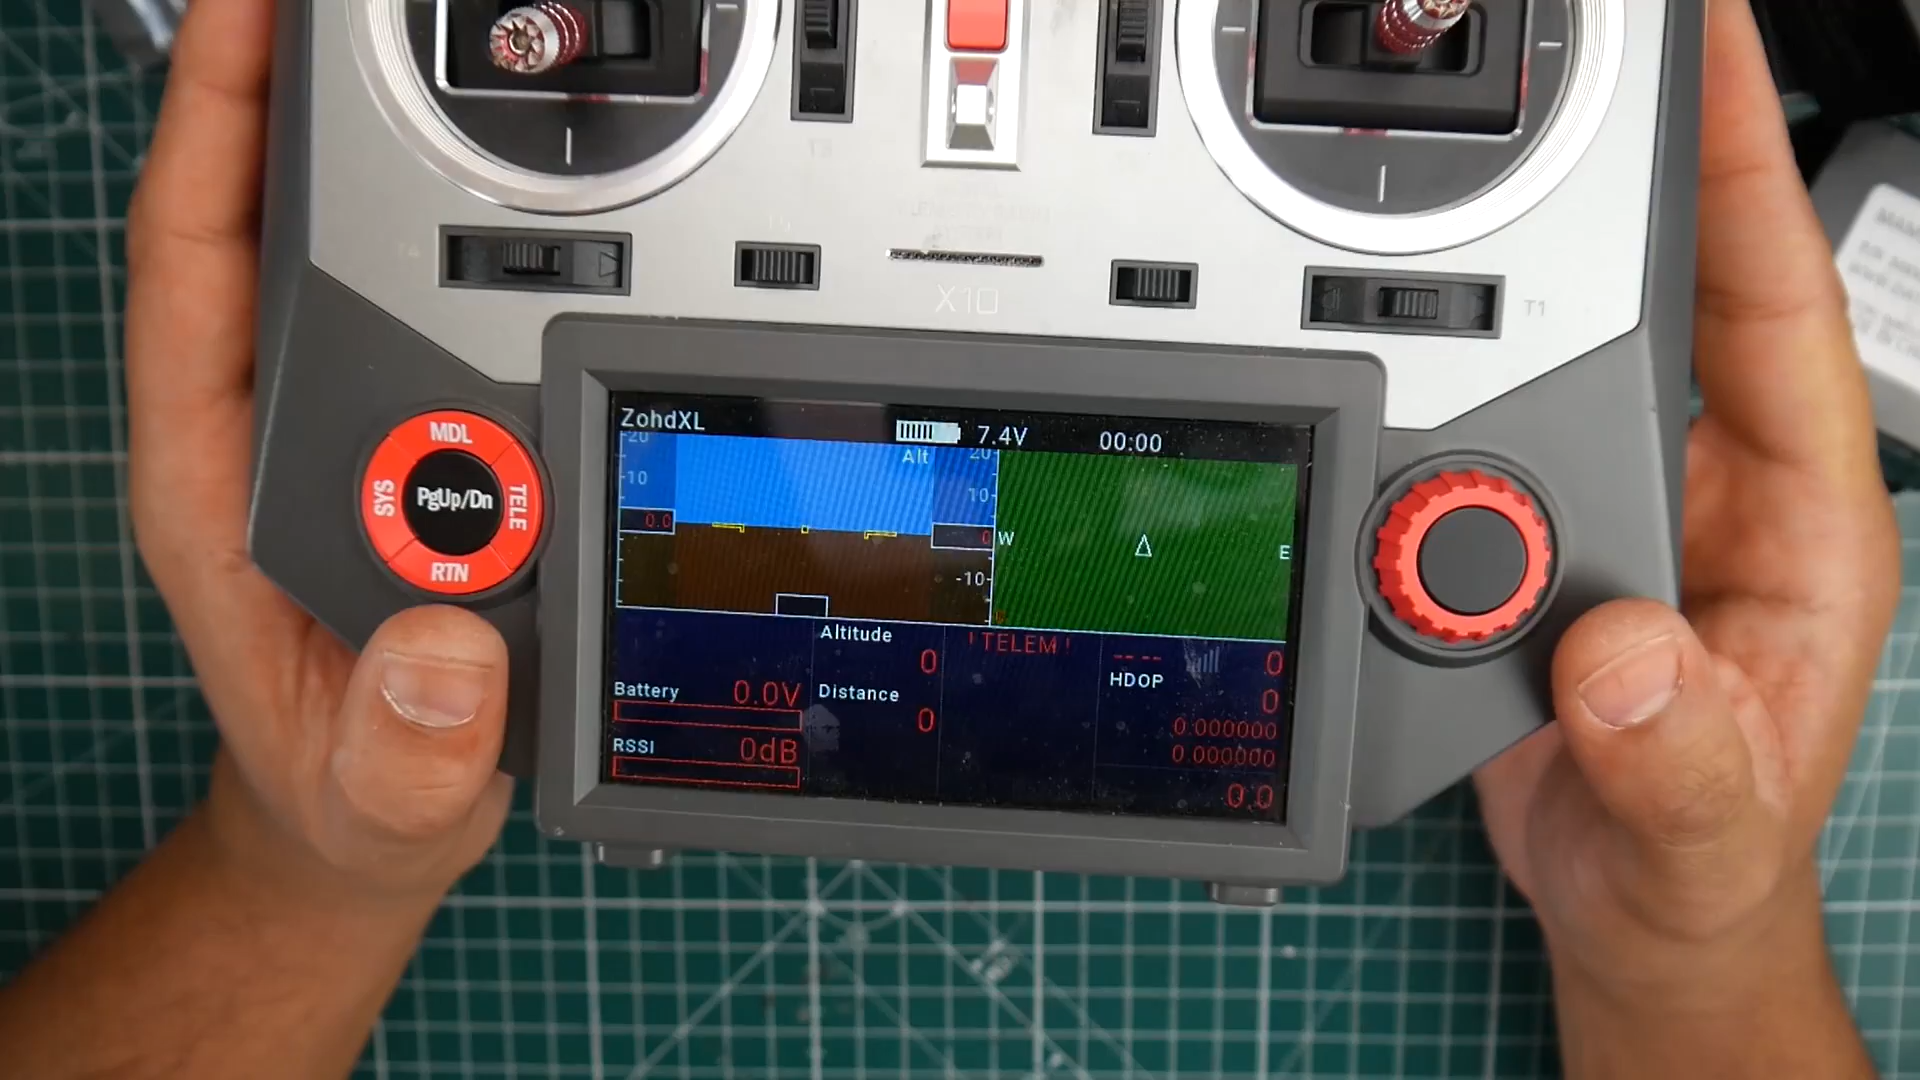 X10
T1
MDL
SYS
PgUp/Dn
TELE
RTN
ZohdXL
7.4V
00:00
20
10
0.0
Alt
20
10
0
-10
W
E
Altitude
0
! TELEM !
----
0
HDOP
0
Battery
0.0V
Distance
0
0.000000
0.000000
RSSI
0dB
0.0